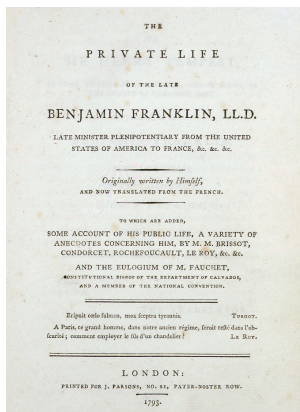 THE
PRIVATE LIFE
OF THE LATE
BENJAMIN FRANKLIN, LL.D.
LATE MINISTER PLENIPOTENTIARY FROM THE UNITED
STATES OF AMERICA TO FRANCE, &c. &c. &c.
Originally written by Himself,
AND NOW TRANSLATED FROM THE FRENCH.
TO WHICH ARE ADDED,
SOME ACCOUNT OF HIS PUBLIC LIFE, A VARIETY OF
ANECDOTES CONCERNING HIM, BY M. M. BRISSOT,
CONDORCET, ROCHEFOUCAULT, LE ROY, &c. &c.
AND THE EULOGIUM OF M. FAUCHET,
CONSTITUTIONAL BISHOP OF THE DEPARTMENT OF CALVADOS,
AND A MEMBER OF THE NATIONAL CONVENTION.
Eripuit cœlo fulmen, mox sceptra tyrannis. TURGOT.
A Paris, ce grand homme, dans notre ancien régime, seroit resté dans l'ob-
scurité; comment employer le fils d'un chandelier? LE ROY.
LONDON:
PRINTED FOR J. PARSONS, NO. 21, PATER-NOSTER ROW.
1793.